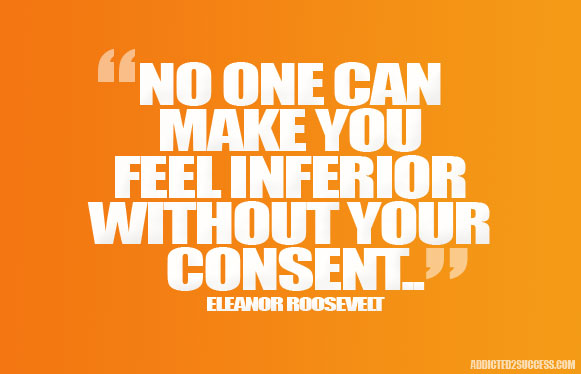 “NO ONE CAN
MAKE YOU
FEEL INFERIOR
WITHOUT YOUR
CONSENT..”
ELEANOR ROOSEVELT
ADDICTED2SUCCESS.COM